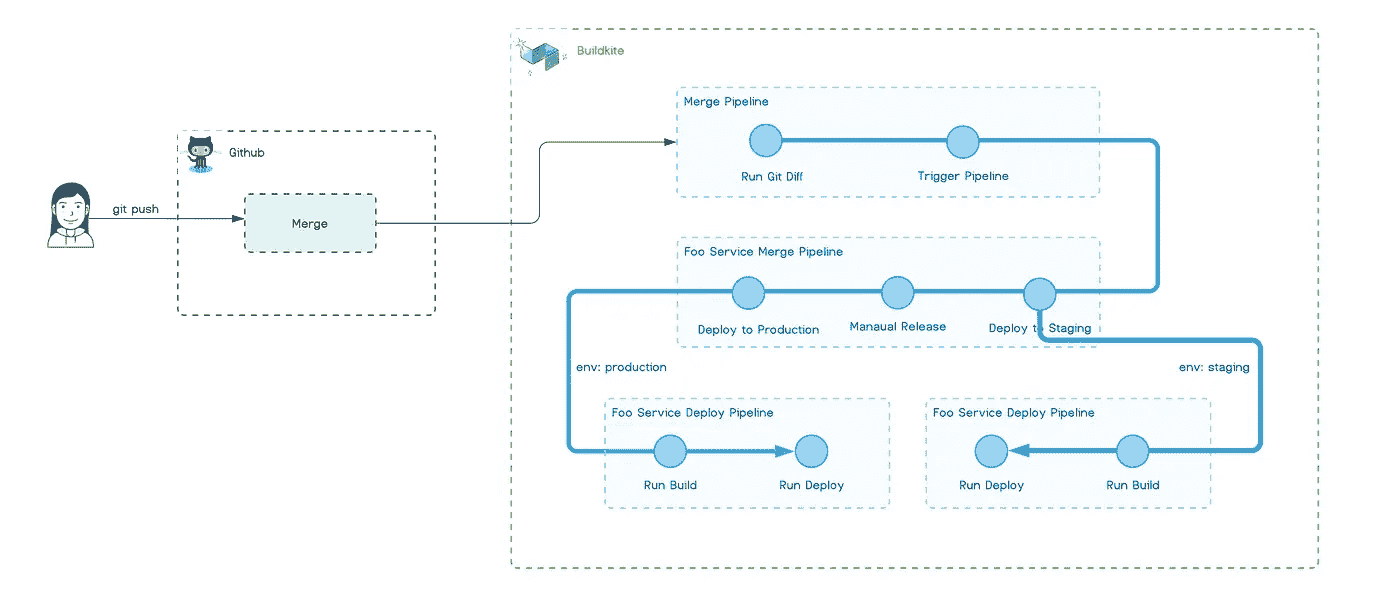 Buildkite
Merge Pipeline
Run Git Diff
Trigger Pipeline
Github
git push
Merge
Foo Service Merge Pipeline
Deploy to Production
Manaual Release
Deploy to Staging
env: production
env: staging
Foo Service Deploy Pipeline
Run Build
Run Deploy
Foo Service Deploy Pipeline
Run Deploy
Run Build